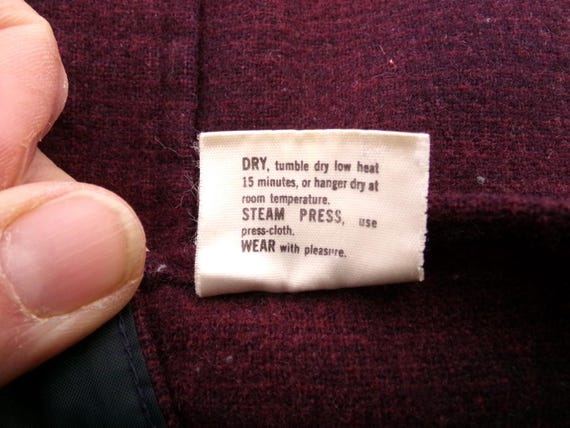 DRY, tumble dry low heat
15 minutes, or hanger dry at
room temperature.
STEAM PRESS, use
press-cloth.
WEAR with pleasure.